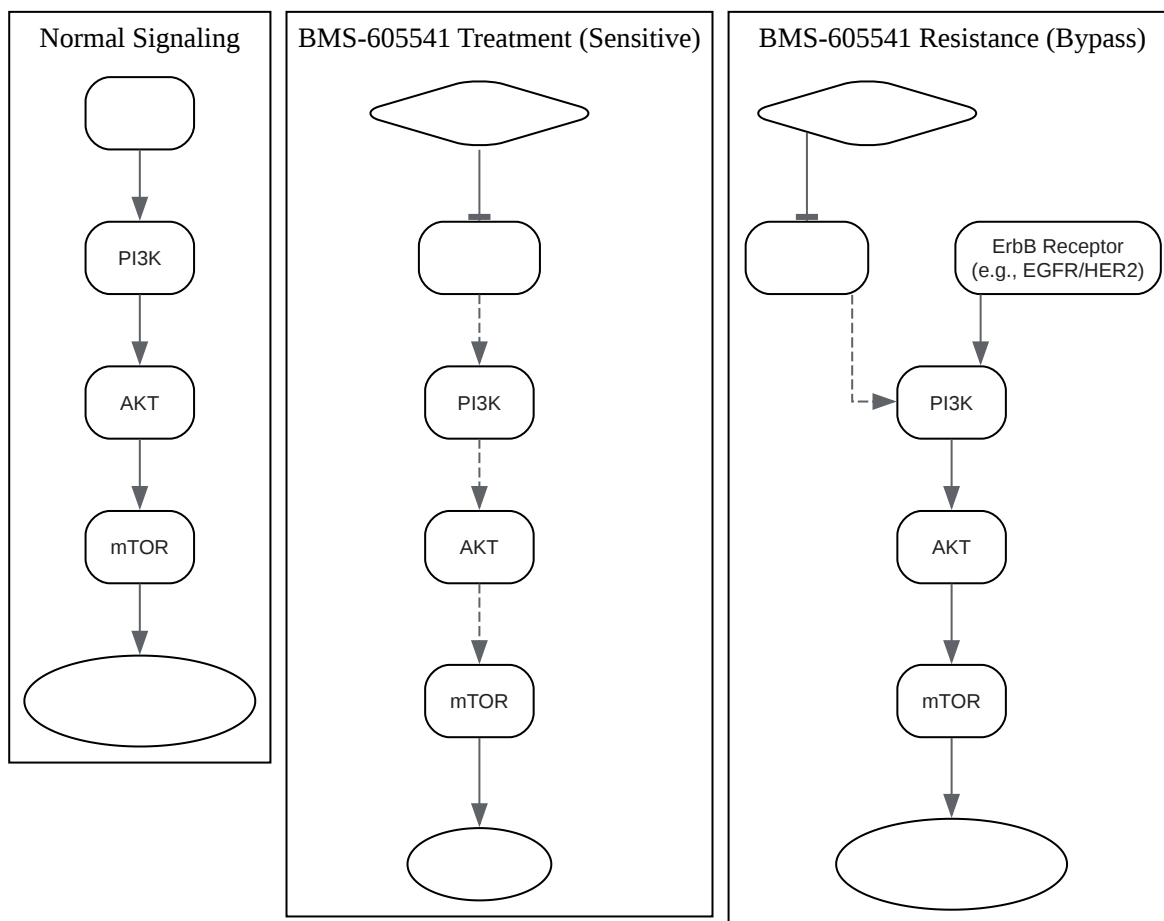 Normal Signaling
PI3K
AKT
mTOR
BMS-605541 Treatment (Sensitive)
PI3K
AKT
mTOR
BMS-605541 Resistance (Bypass)
ErbB Receptor
(e.g., EGFR/HER2)
PI3K
AKT
mTOR